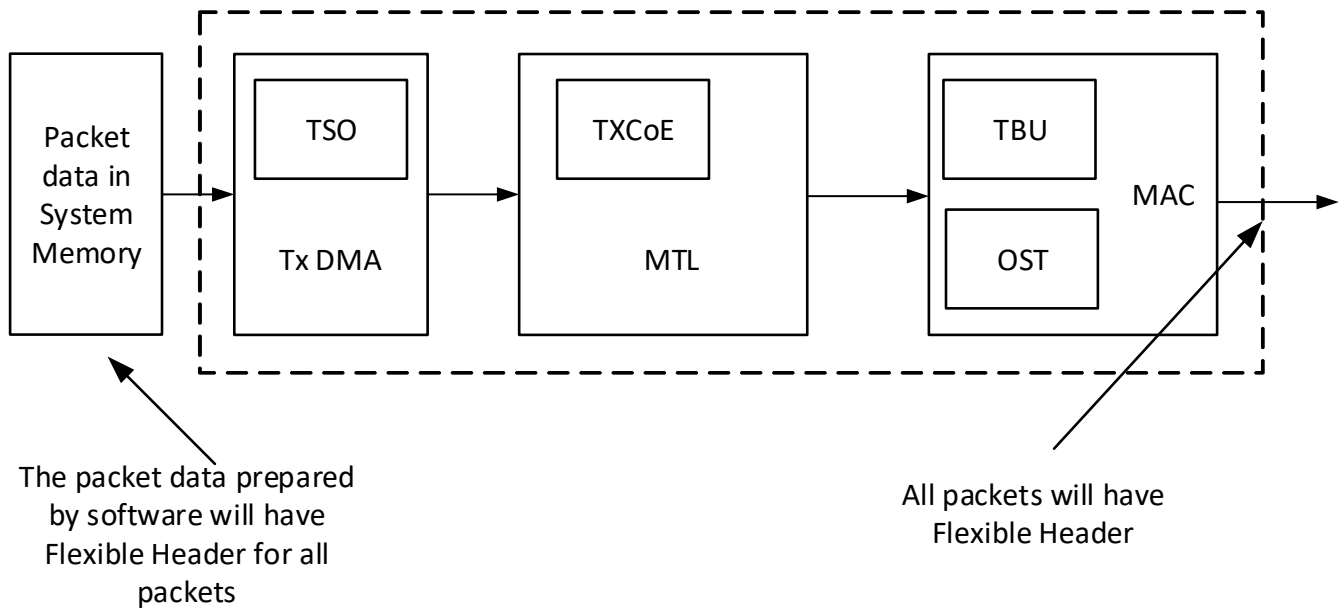 Packet
data in
System
Memory
TSO
Tx DMA
TXCoE
MTL
TBU
MAC
OST
The packet data prepared
by software will have
Flexible Header for all
packets
All packets will have
Flexible Header